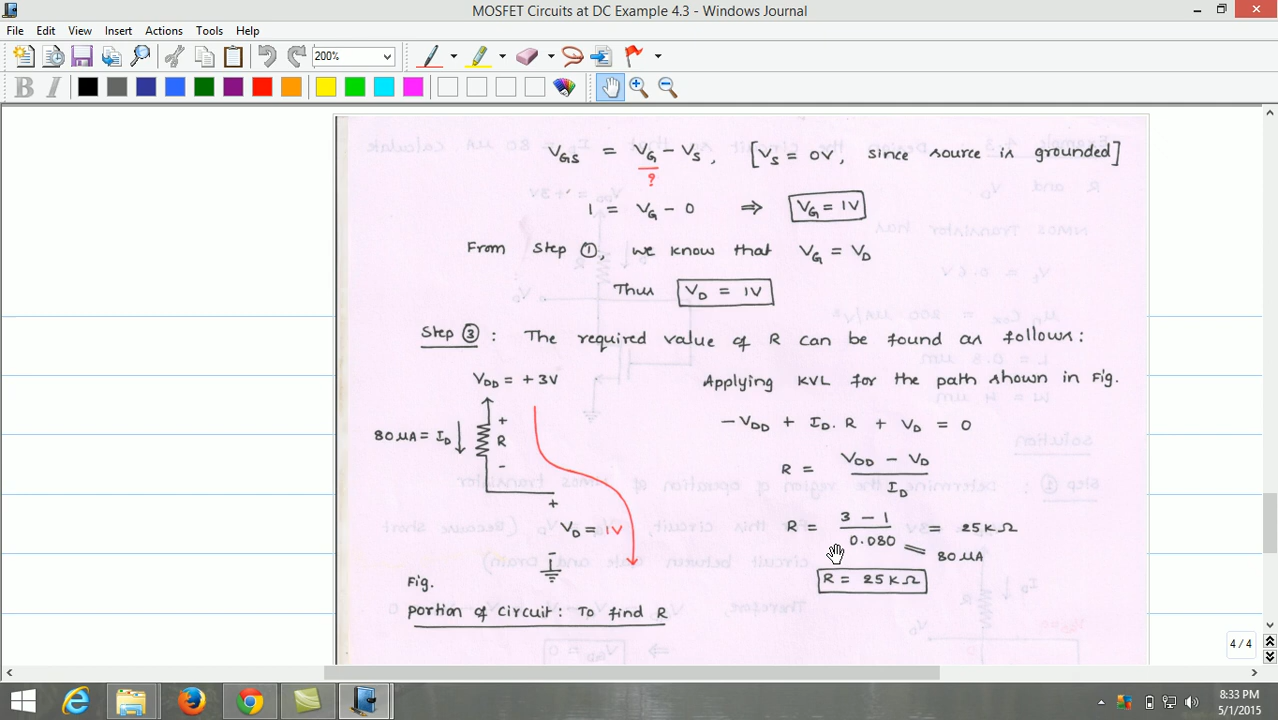 MOSFET Circuits at DC Example 4.3 - Windows Journal
File Edit View Insert Actions Tools Help
200%
B I
V_GS = V_G - V_S, [V_S = 0V, since source is grounded]
?
1 = V_G - 0 ⇒ V_G = 1V
From Step ①, we know that V_G = V_D
Thus V_D = 1V
Step ③ : The required value of R can be found as follows:
V_DD = +3V
80 µA = I_D
+
R
-
+
V_D = 1V
-
Fig.
Portion of circuit: To find R
Applying KVL for the path shown in Fig.
-V_DD + I_D. R + V_D = 0
R = (V_DD - V_D) / I_D
R = (3 - 1) / 0.080 = 25 KΩ
80 µA
R = 25 KΩ
4 / 4
8:33 PM
5/1/2015